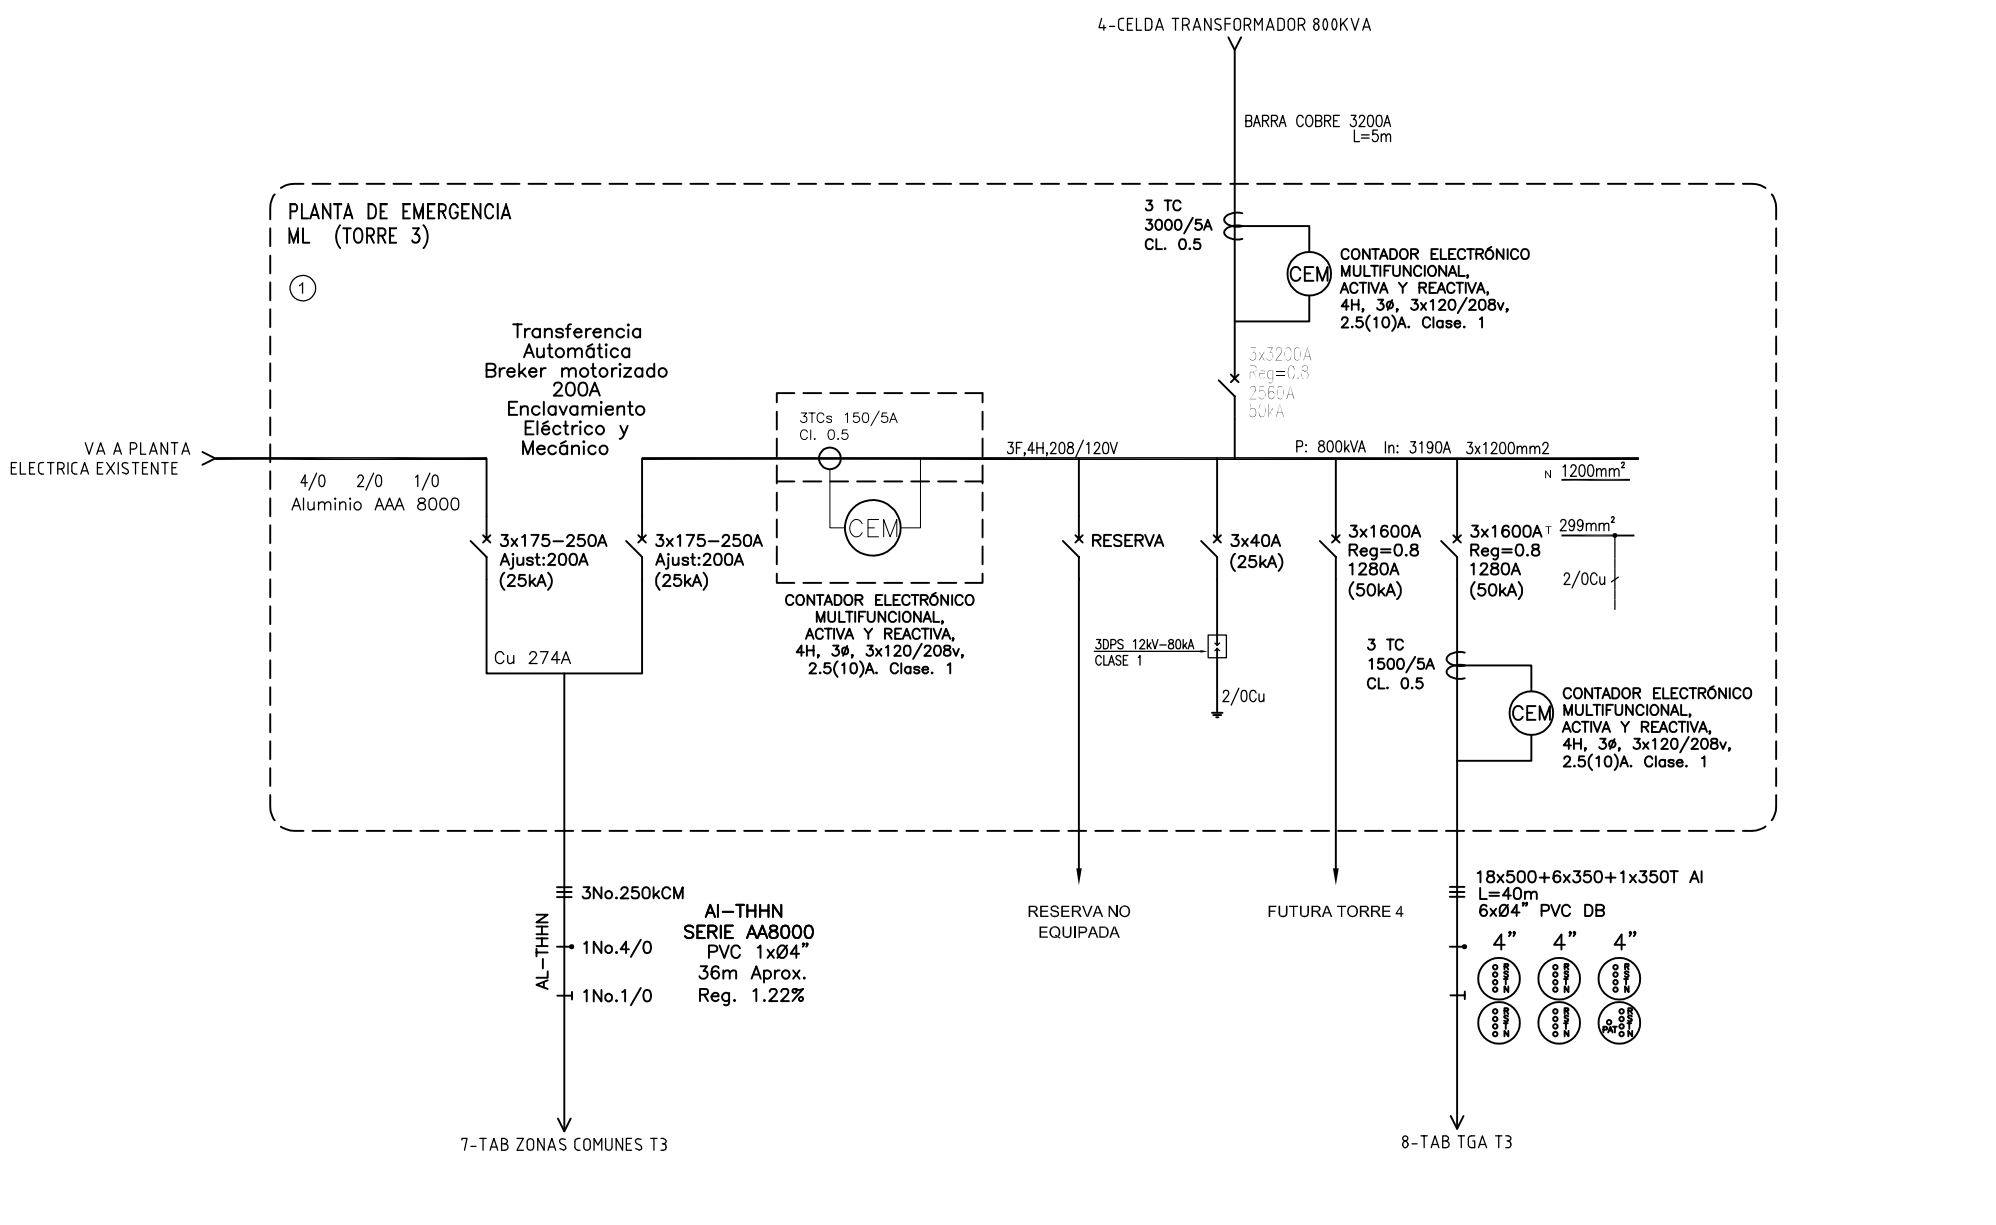 4-CELDA TRANSFORMADOR 800KVA
BARRA COBRE 3200A
L=5m
PLANTA DE EMERGENCIA
ML (TORRE 3)
1
3 TC
3000/5A
CL. 0.5
CEM
CONTADOR ELECTRÓNICO
MULTIFUNCIONAL,
ACTIVA Y REACTIVA,
4H, 3ø, 3x120/208v,
2.5(10)A. Clase. 1
3x3200A
Reg=0.8
2560A
50kA
Transferencia
Automática
Breker motorizado
200A
Enclavamiento
Eléctrico y
Mecánico
VA A PLANTA
ELECTRICA EXISTENTE
4/0 2/0 1/0
Aluminio AAA 8000
3x175-250A
Ajust:200A
(25kA)
3x175-250A
Ajust:200A
(25kA)
Cu 274A
3TCs 150/5A
Cl. 0.5
CEM
CONTADOR ELECTRÓNICO
MULTIFUNCIONAL,
ACTIVA Y REACTIVA,
4H, 3ø, 3x120/208v,
2.5(10)A. Clase. 1
3F,4H,208/120V
P: 800kVA In: 3190A 3x1200mm2
N 1200mm²
T 299mm²
2/0Cu
RESERVA
3x40A
(25kA)
3DPS 12kV-80kA
CLASE 1
2/0Cu
3x1600A
Reg=0.8
1280A
(50kA)
3x1600A
Reg=0.8
1280A
(50kA)
3 TC
1500/5A
CL. 0.5
CEM
CONTADOR ELECTRÓNICO
MULTIFUNCIONAL,
ACTIVA Y REACTIVA,
4H, 3ø, 3x120/208v,
2.5(10)A. Clase. 1
3No.250kCM
AL-THHN
1No.4/0
1No.1/0
Al-THHN
SERIE AA8000
PVC 1xØ4"
36m Aprox.
Reg. 1.22%
7-TAB ZONAS COMUNES T3
RESERVA NO
EQUIPADA
FUTURA TORRE 4
18x500+6x350+1x350T Al
L=40m
6xØ4" PVC DB
4" 4" 4"
R
S
T
N
R
S
T
N
R
S
T
N
R
S
T
N
R
S
T
N
PAT
R
S
T
N
8-TAB TGA T3